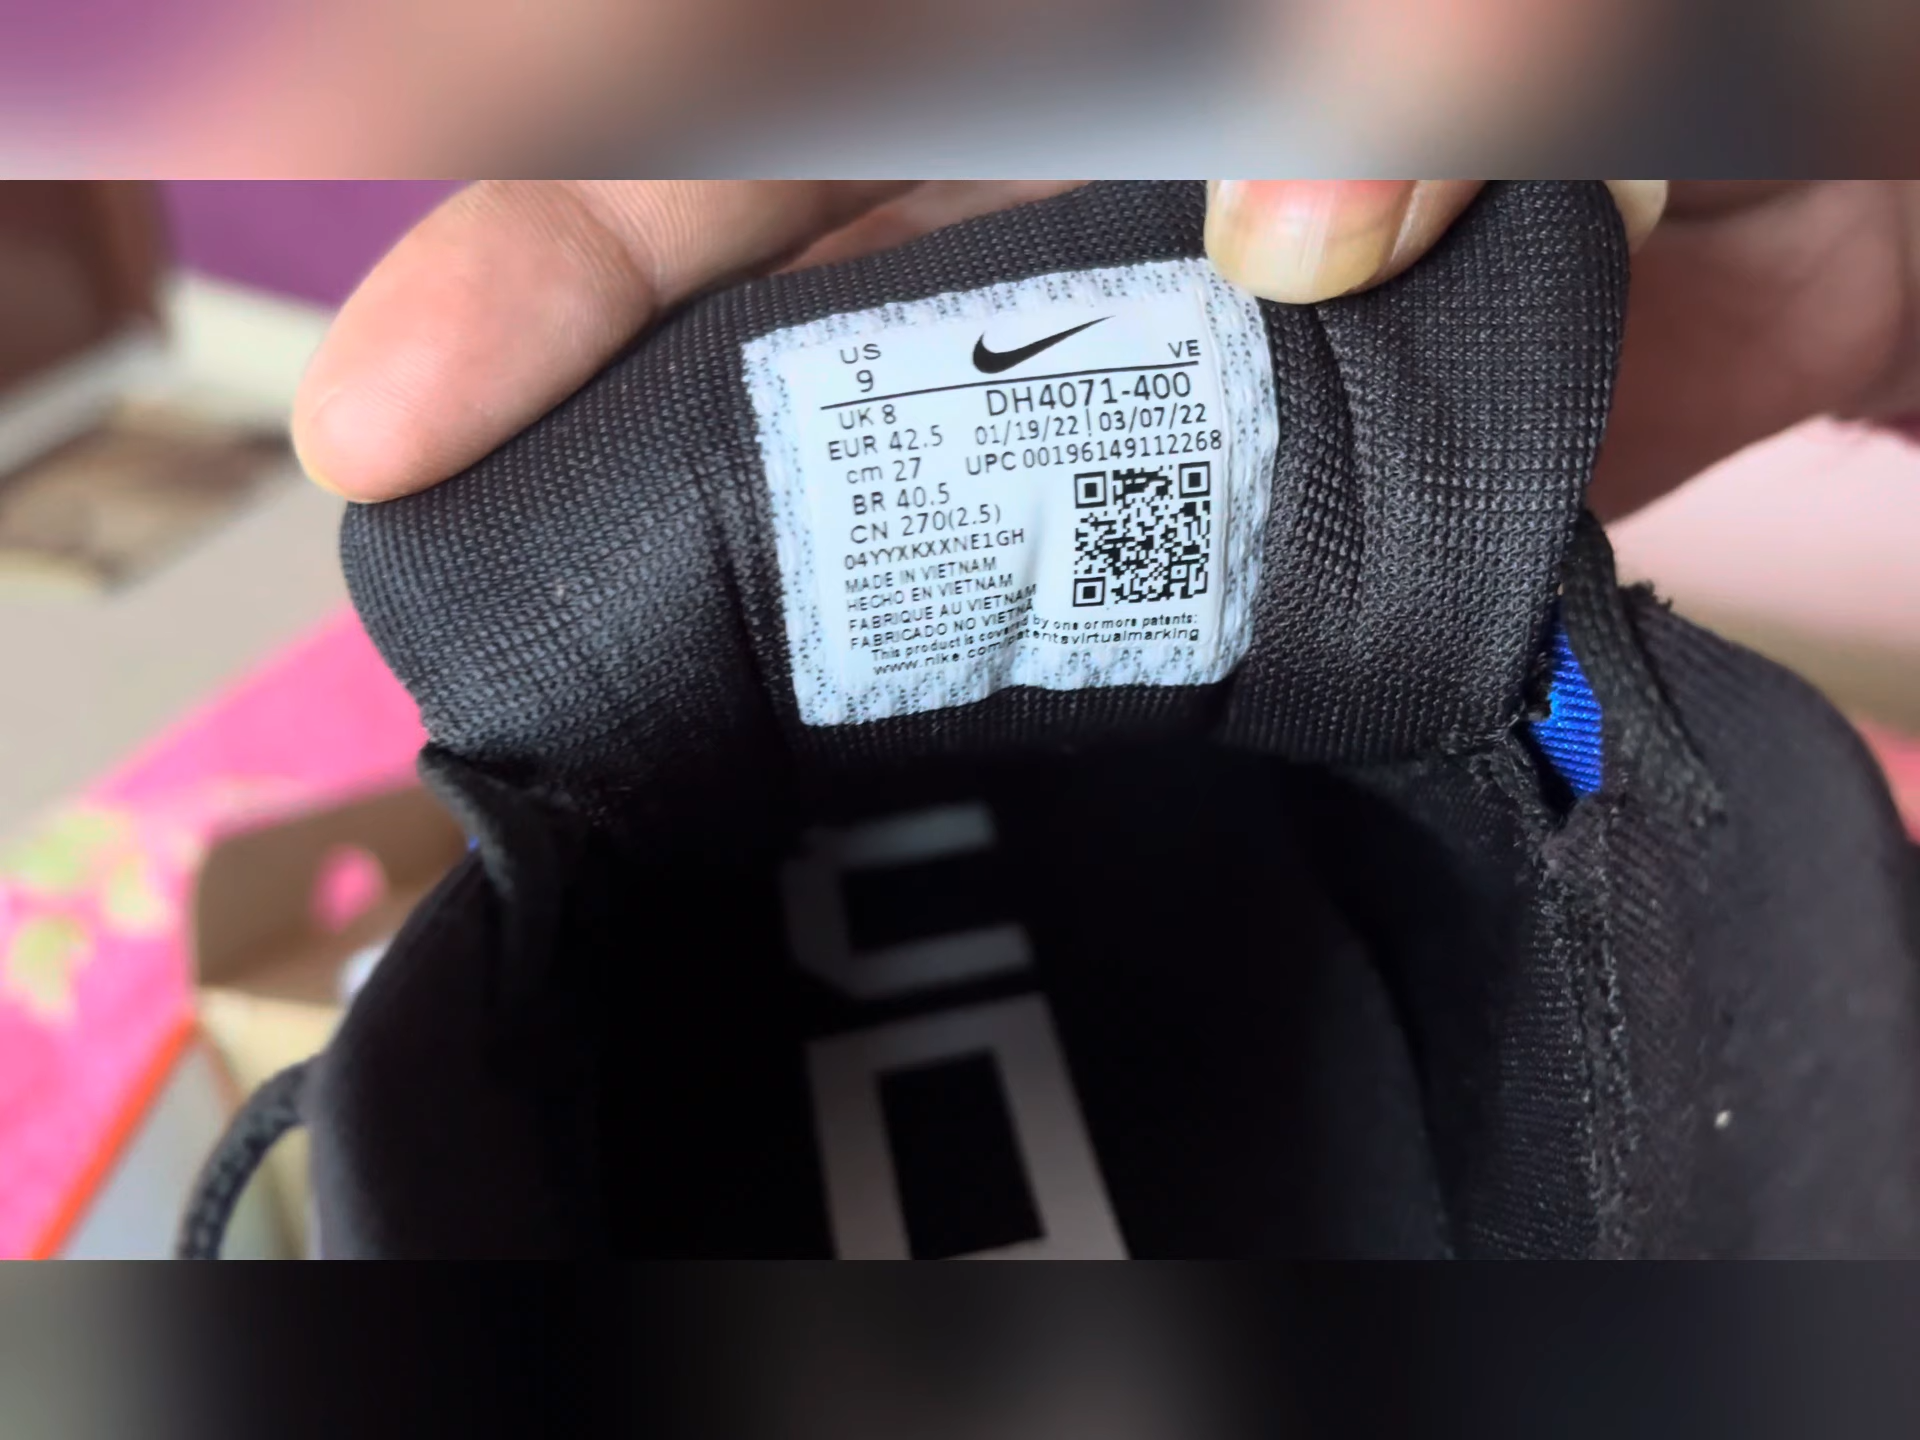 US
9
VE
UK 8
EUR 42.5
cm 27
BR 40.5
CN 270(2.5)
DH4071-400
01/19/22 | 03/07/22
UPC 00196149112268
04YYXKXXNE1GH
MADE IN VIETNAM
HECHO EN VIETNAM
FABRIQUE AU VIETNAM
FABRICADO NO VIETNA
This product is covered by one or more patents:
www.nike.com/patentsvirtualmarking